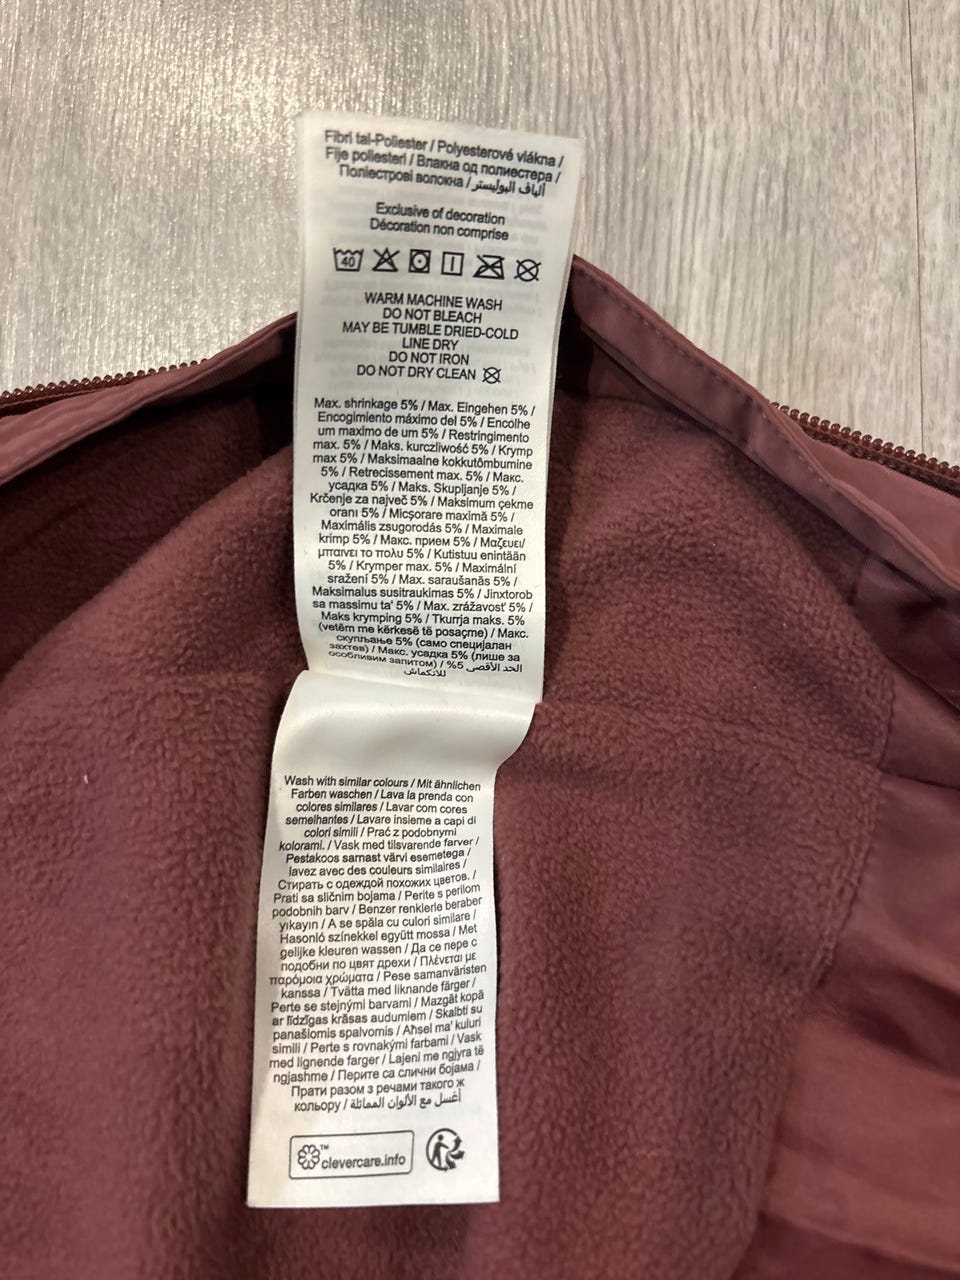 Fibri tal-Poliester / Polyesterové vlákna /
Fije poliesteri / Влакна од полиестера /
Поліестрові волокна / ألياف البوليستر
Exclusive of decoration
Décoration non comprise
40
WARM MACHINE WASH
DO NOT BLEACH
MAY BE TUMBLE DRIED-COLD
LINE DRY
DO NOT IRON
DO NOT DRY CLEAN
Max. shrinkage 5% / Max. Eingehen 5% /
Encogimiento máximo del 5% / Encolhe
um maximo de um 5% / Restringimento
max. 5% / Maks. kurczliwość 5% / Krymp
max 5% / Maksimaalne kokkutõmbumine
5% / Retrecissement max. 5% / Макс.
усадка 5% / Maks. Skupljanje 5% /
Krčenje za največ 5% / Maksimum çekme
oranı 5% / Micşorare maximă 5% /
Maximális zsugorodás 5% / Maximale
krimp 5% / Макс. прием 5% / Μαζευει/
μπαινει το πολυ 5% / Kutistuu enintään
5% / Krymper max. 5% / Maximální
sražení 5% / Max. saraušanās 5% /
Maksimalus susitraukimas 5% / Jinxtorob
sa massimu ta' 5% / Max. zrážavosť 5% /
Maks krymping 5% / Tkurrja maks. 5%
(vetëm me kërkesë të posaçme) / Макс.
скупљање 5% (само специјалан
захтев) / Макс. усадка 5% (лише за
особливим запитом) / الحد الأقصى 5%
للانكماش
Wash with similar colours / Mit ähnlichen
Farben waschen / Lava la prenda con
colores similares / Lavar com cores
semelhantes / Lavare insieme a capi di
colori simili / Prać z podobnymi
kolorami. / Vask med tilsvarende farver /
Pestakoos sarnast värvi esemetega /
lavez avec des couleurs similaires /
Стирать с одеждой похожих цветов. /
Prati sa sličnim bojama / Perite s perilom
podobnih barv / Benzer renklerle beraber
yıkayın / A se spăla cu culori similare /
Hasonló színekkel együtt mossa / Met
gelijke kleuren wassen / Да се пере с
подобни по цвят дрехи / Πλένεται με
παρόμοια χρώματα / Pese samanväristen
kanssa / Tvätta med liknande färger /
Perte se stejnými barvami / Mazgāt kopā
ar līdzīgas krāsas audumiem / Skalbti su
panašiomis spalvomis / Aħsel ma' kuluri
simili / Perte s rovnakými farbami / Vask
med lignende farger / Lajeni me ngjyra të
ngjashme / Перите са слични бојама /
Прати разом з речами такого ж
кольору / أغسل مع الألوان المماثلة
™ clevercare.info